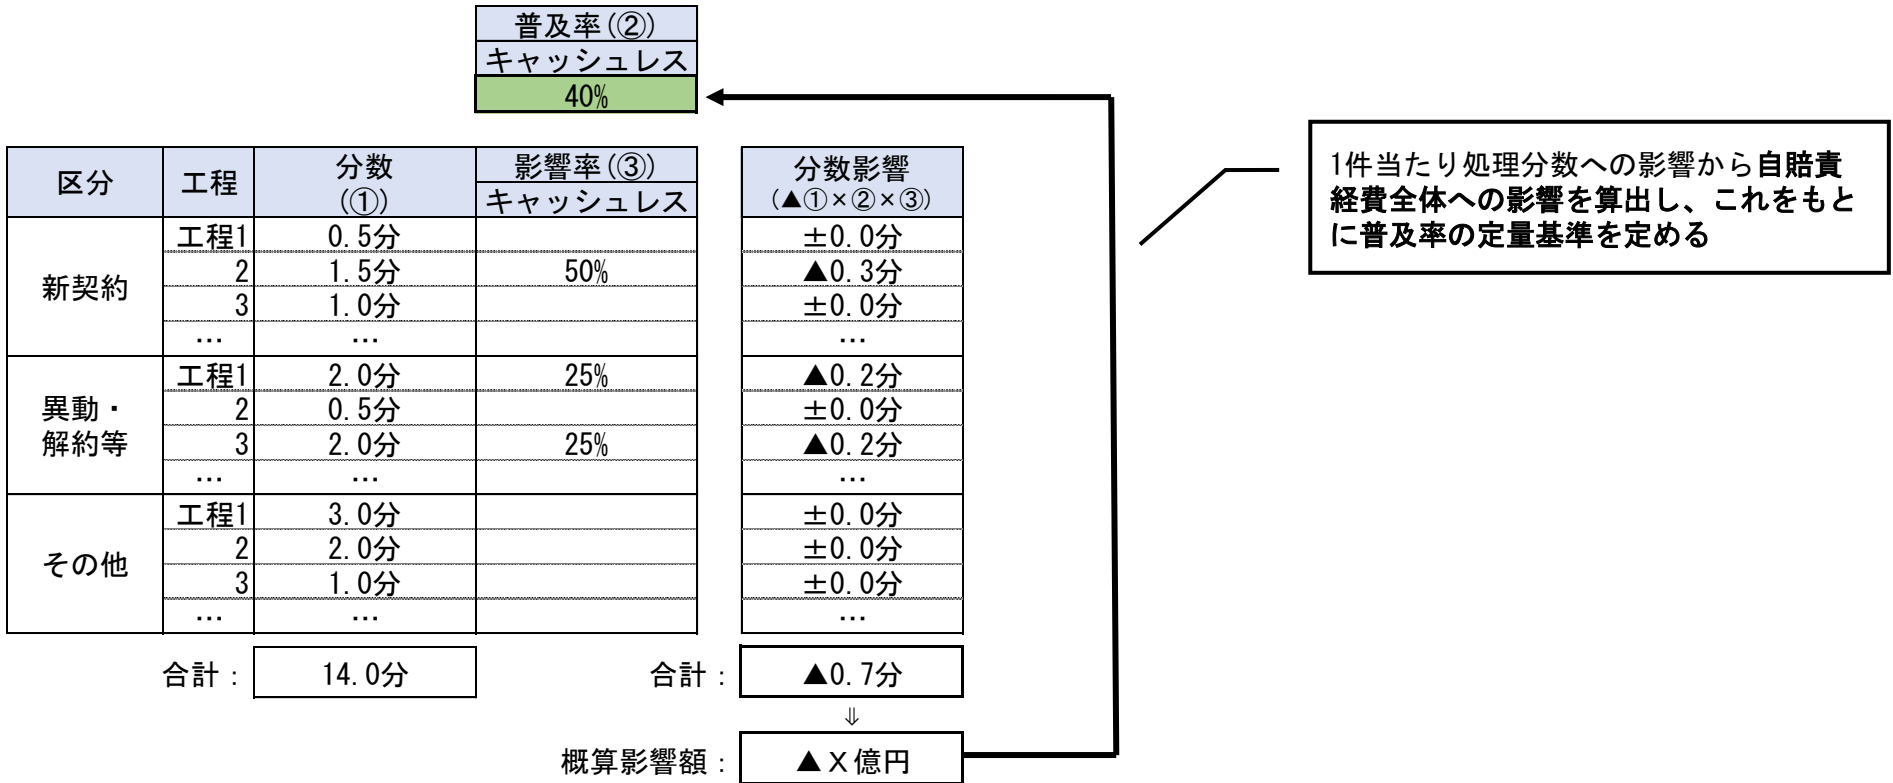 普及率(②)
キャッシュレス
40%
区分 工程 分数 影響率(③) 分数影響
(①) キャッシュレス (▲①×②×③)
新契約
工程1 0.5分 ±0.0分
2 1.5分 50% ▲0.3分
3 1.0分 ±0.0分
… … …
異動・
解約等
工程1 2.0分 25% ▲0.2分
2 0.5分 ±0.0分
3 2.0分 25% ▲0.2分
… … …
その他
工程1 3.0分 ±0.0分
2 2.0分 ±0.0分
3 1.0分 ±0.0分
… … …
合計: 14.0分 合計: ▲0.7分
⇓
概算影響額: ▲X億円
1件当たり処理分数への影響から自賠責
経費全体への影響を算出し、これをもと
に普及率の定量基準を定める